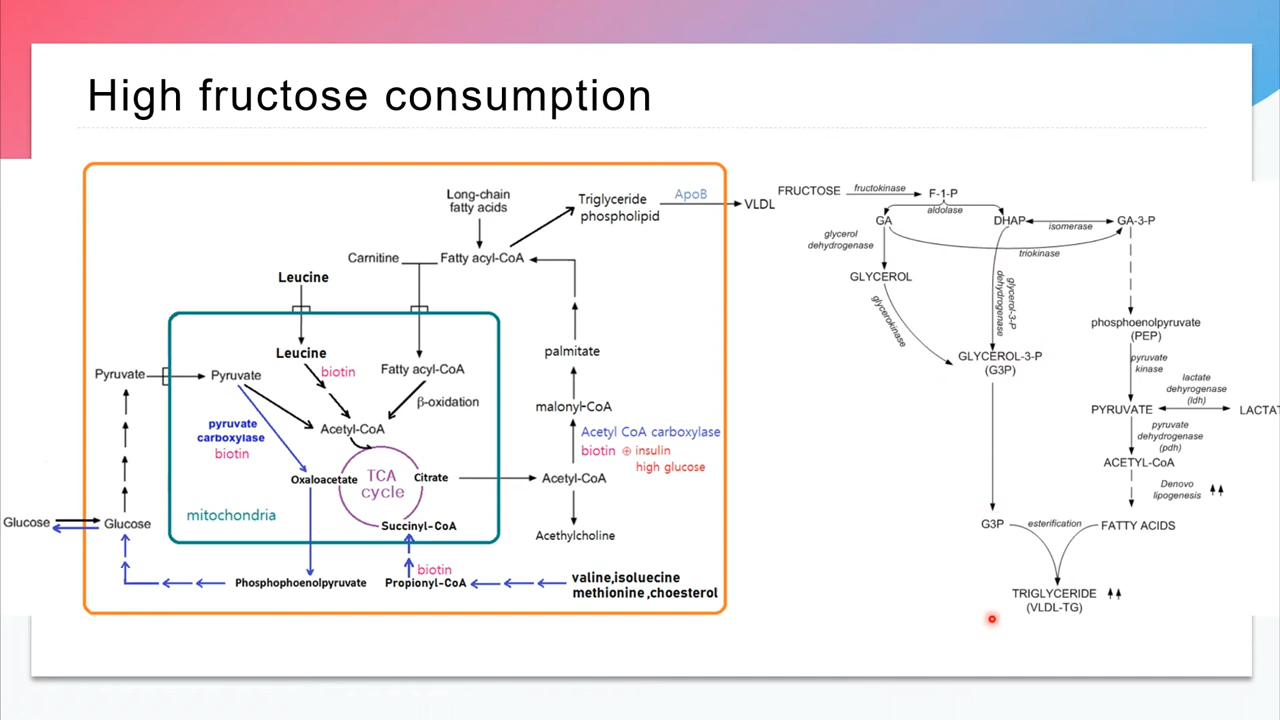 High fructose consumption
Long-chain
fatty acids
Triglyceride
phospholipid
ApoB
VLDL
Carnitine
Fatty acyl-CoA
Leucine
Leucine
biotin
Fatty acyl-CoA
β-oxidation
Pyruvate
Pyruvate
pyruvate
carboxylase
biotin
Acetyl-CoA
Oxaloacetate
TCA
cycle
Citrate
Succinyl-CoA
mitochondria
palmitate
malonyl-CoA
Acetyl CoA carboxylase
biotin ⊕ insulin
high glucose
Acetyl-CoA
Acethylcholine
Glucose
Glucose
Phosphophoenolpyruvate
Propionyl-CoA
biotin
valine,isoluecine
methionine ,choesterol
FRUCTOSE
fructokinase
F-1-P
aldolase
GA
DHAP
isomerase
GA-3-P
triokinase
glycerol
dehydrogenase
GLYCEROL
glycerokinase
glycerol-3-P
dehydrogenase
GLYCEROL-3-P
(G3P)
phosphoenolpyruvate
(PEP)
pyruvate
kinase
PYRUVATE
lactate
dehyrogenase
(ldh)
LACTAT
pyruvate
dehydrogenase
(pdh)
ACETYL-CoA
Denovo
lipogenesis
G3P
esterification
FATTY ACIDS
TRIGLYCERIDE
(VLDL-TG)